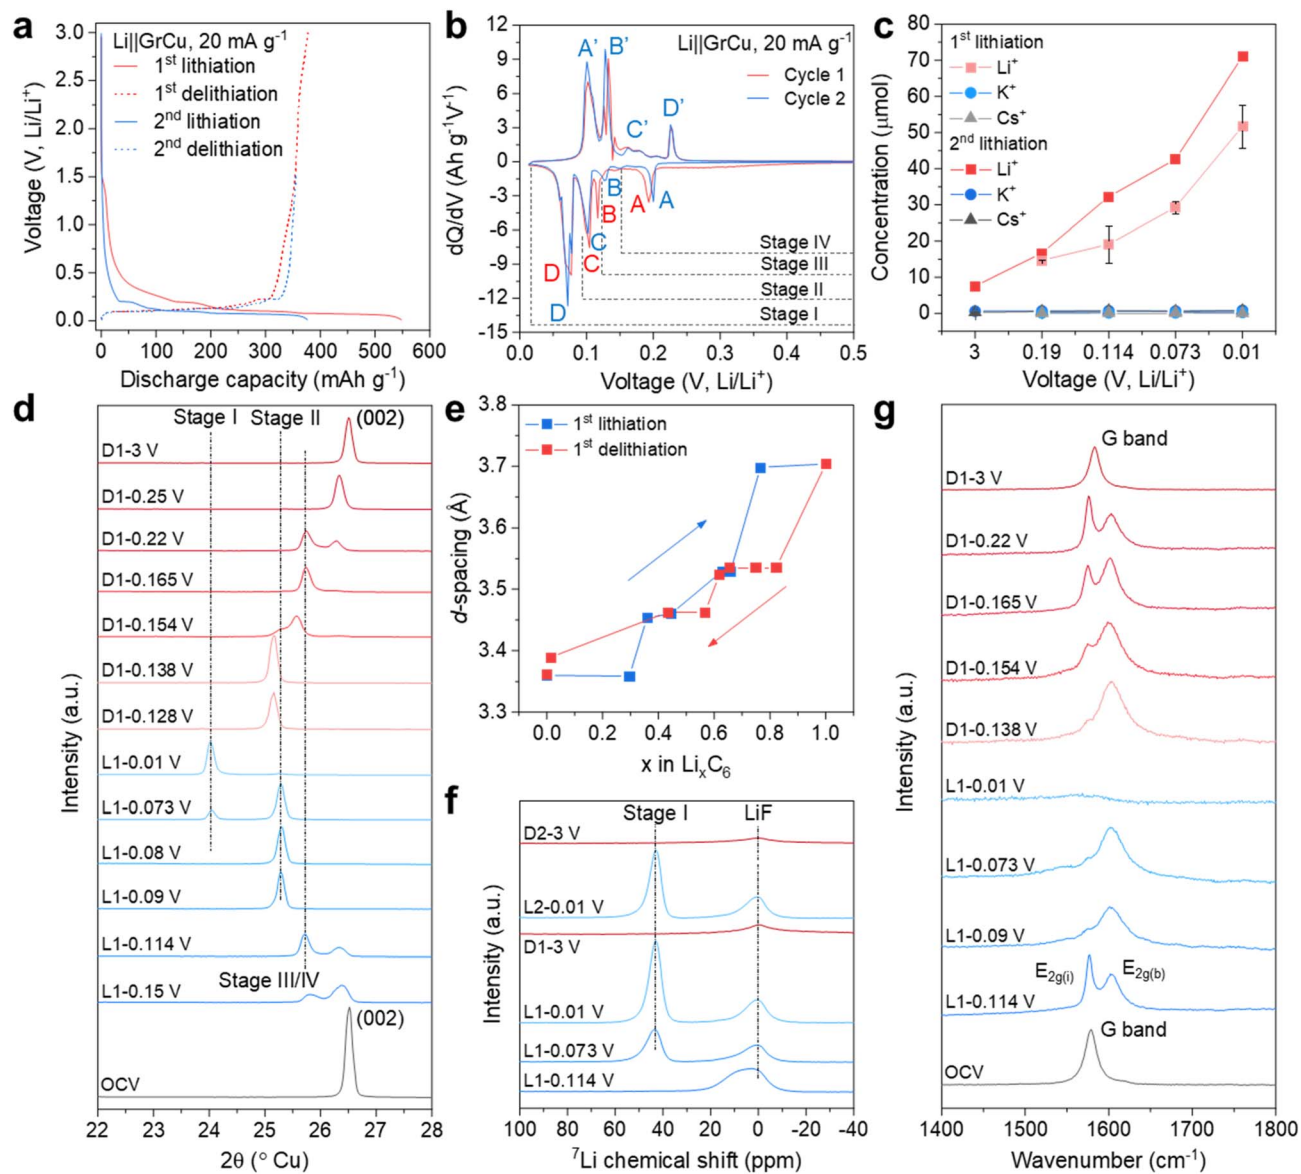 a
Voltage (V, Li/Li⁺)
3.0
2.5
2.0
1.5
1.0
0.5
0.0
Li||GrCu, 20 mA g⁻¹
1ˢᵗ lithiation
1ˢᵗ delithiation
2ⁿᵈ lithiation
2ⁿᵈ delithiation
0 100 200 300 400 500 600
Discharge capacity (mAh g⁻¹)
b
dQ/dV (Ah g⁻¹V⁻¹)
12
9
6
3
0
-3
-6
-9
-12
-15
Li||GrCu, 20 mA g⁻¹
Cycle 1
Cycle 2
A' B'
C' D'
B A
B A
C
C
D
D
Stage IV
Stage III
Stage II
Stage I
0.0 0.1 0.2 0.3 0.4 0.5
Voltage (V, Li/Li⁺)
c
Concentration (µmol)
80
70
60
50
40
30
20
10
0
1ˢᵗ lithiation
Li⁺
K⁺
Cs⁺
2ⁿᵈ lithiation
Li⁺
K⁺
Cs⁺
3 0.19 0.114 0.073 0.01
Voltage (V, Li/Li⁺)
d
Intensity (a.u.)
Stage I Stage II (002)
D1-3 V
D1-0.25 V
D1-0.22 V
D1-0.165 V
D1-0.154 V
D1-0.138 V
D1-0.128 V
L1-0.01 V
L1-0.073 V
L1-0.08 V
L1-0.09 V
L1-0.114 V
Stage III/IV
L1-0.15 V
(002)
OCV
22 23 24 25 26 27 28
2θ (° Cu)
e
d-spacing (Å)
3.8
3.7
3.6
3.5
3.4
3.3
1ˢᵗ lithiation
1ˢᵗ delithiation
0.0 0.2 0.4 0.6 0.8 1.0
x in LiₓC₆
f
Intensity (a.u.)
Stage I LiF
D2-3 V
L2-0.01 V
D1-3 V
L1-0.01 V
L1-0.073 V
L1-0.114 V
100 80 60 40 20 0 -20 -40
⁷Li chemical shift (ppm)
g
Intensity (a.u.)
G band
D1-3 V
D1-0.22 V
D1-0.165 V
D1-0.154 V
D1-0.138 V
L1-0.01 V
L1-0.073 V
L1-0.09 V
E2g(i) E2g(b)
L1-0.114 V
G band
OCV
1400 1500 1600 1700 1800
Wavenumber (cm⁻¹)